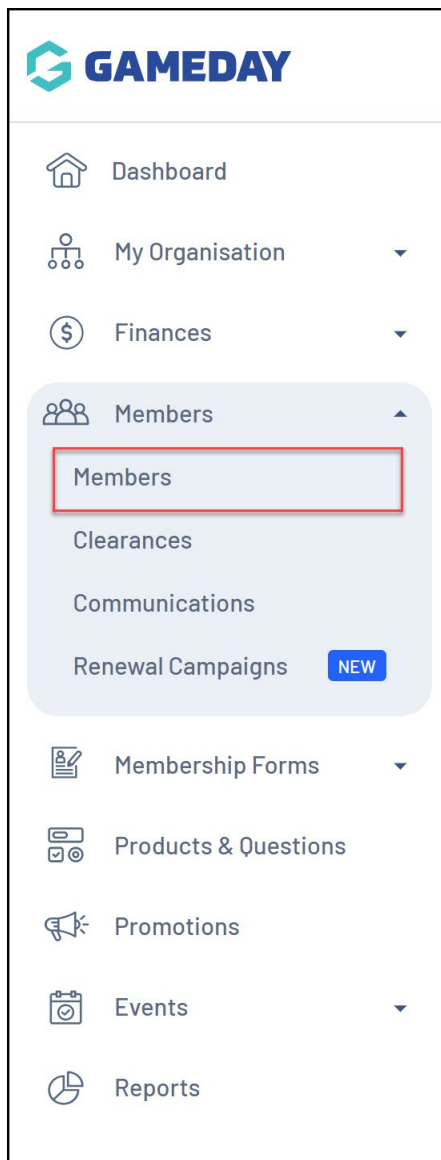 GAMEDAY
Dashboard
My Organisation
$ Finances
Members
Members
Clearances
Communications
Renewal Campaigns NEW
Membership Forms
Products & Questions
Promotions
Events
Reports